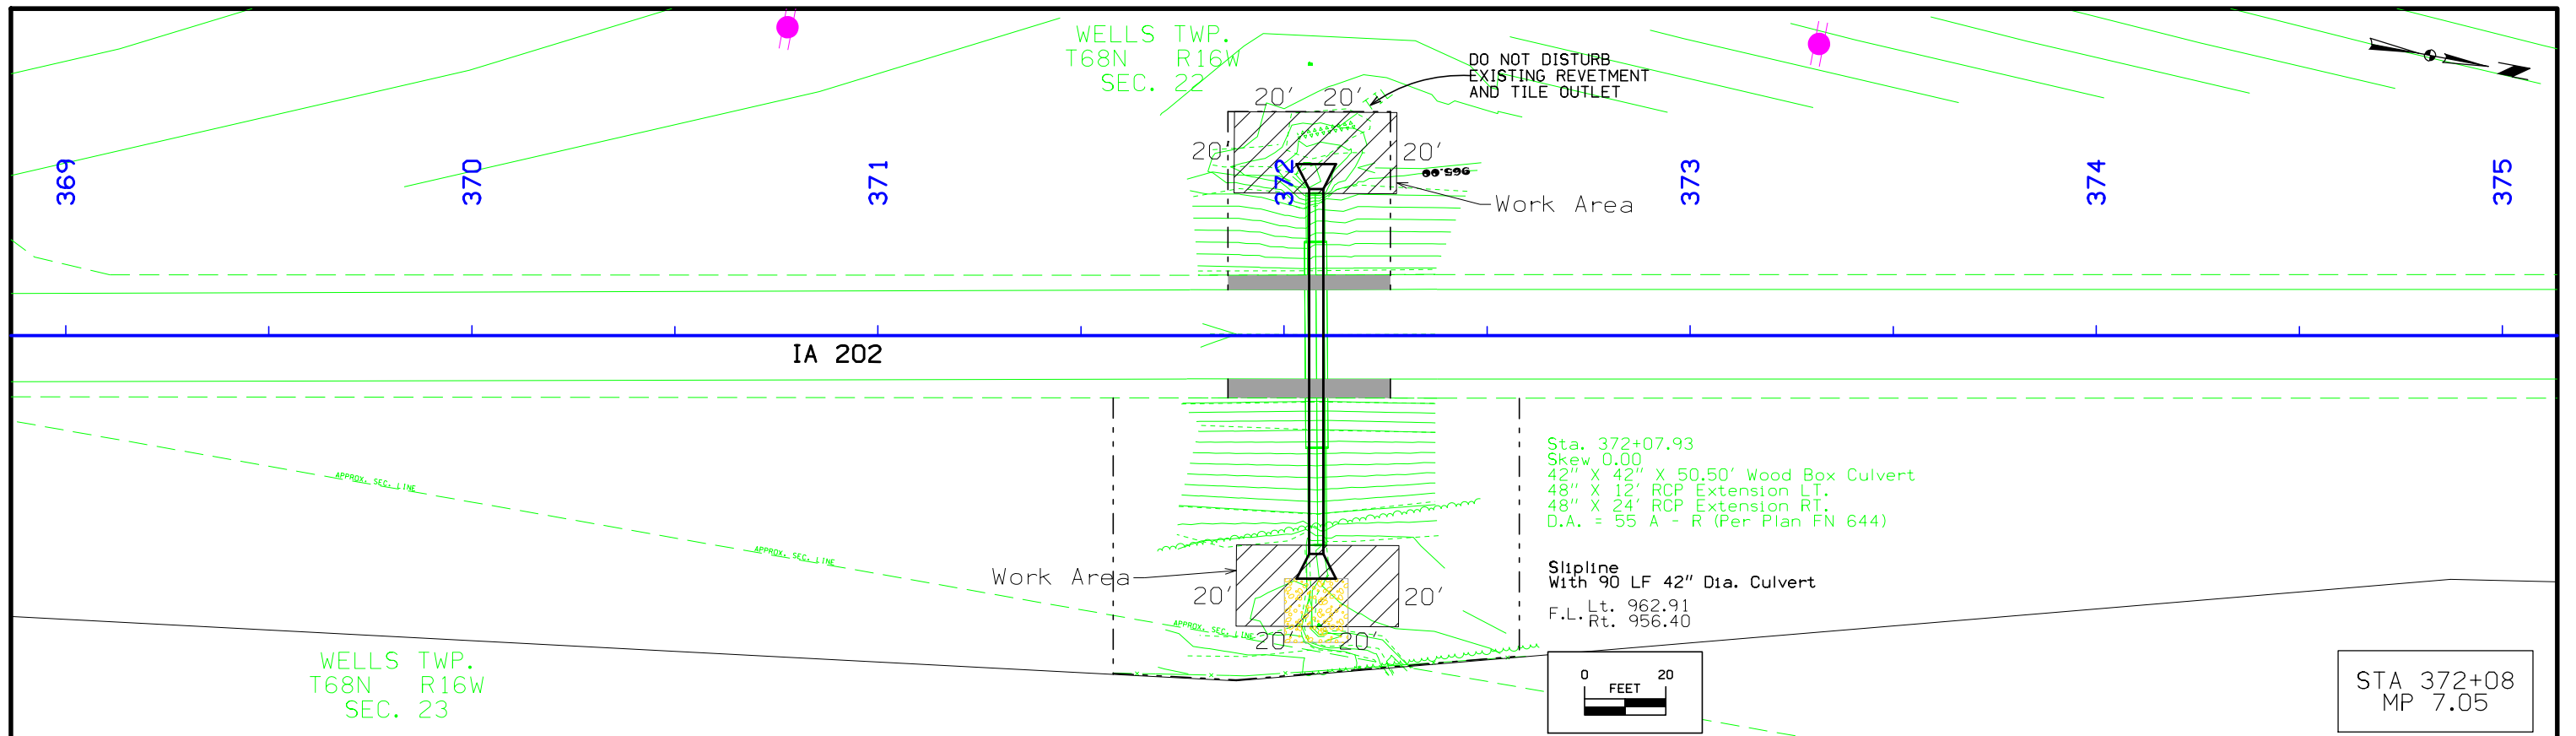 WELLS TWP.
T68N R16W
SEC. 22
DO NOT DISTURB
EXISTING REVETMENT
AND TILE OUTLET
20' 20'
20'
20'
TIL
965.00
Work Area
369
370
371
372
373
374
375
IA 202
APPROX. SEC. LINE
APPROX. SEC. LINE
APPROX. SEC. LINE
Sta. 372+07.93
Skew 0.00
42" X 42" X 50.50' Wood Box Culvert
48" X 12' RCP Extension LT.
48" X 24' RCP Extension RT.
D.A. = 55 A - R (Per Plan FN 644)
Slipline
With 90 LF 42" Dia. Culvert
F.L. Lt. 962.91
Rt. 956.40
Work Area
20'
20'
20' 20'
WELLS TWP.
T68N R16W
SEC. 23
0 20
FEET
STA 372+08
MP 7.05